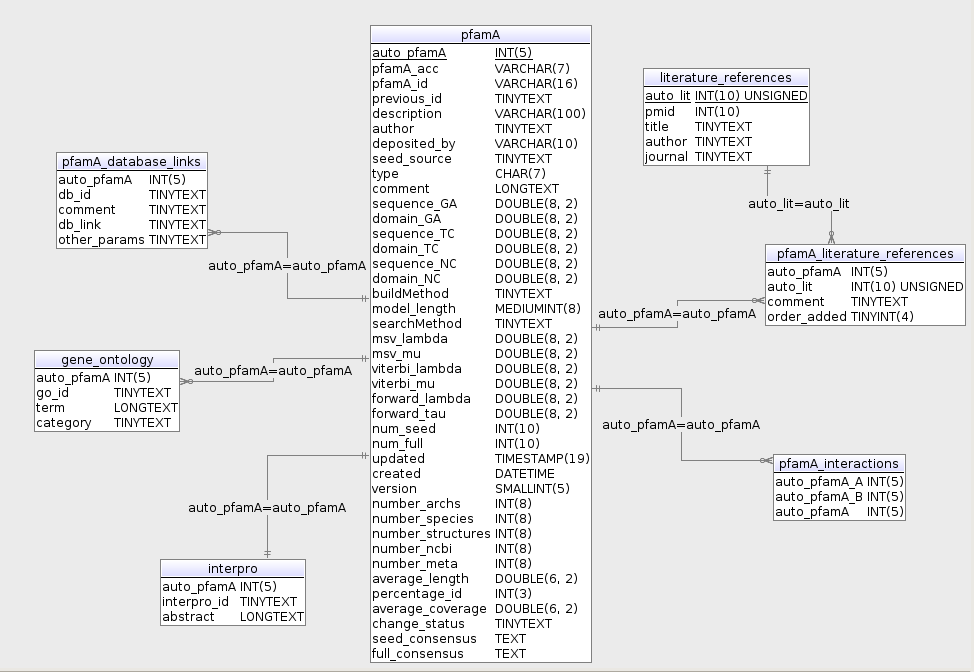 pfamA
auto_pfamA INT(5)
pfamA_acc VARCHAR(7)
pfamA_id VARCHAR(16)
previous_id TINYTEXT
description VARCHAR(100)
author TINYTEXT
deposited_by VARCHAR(10)
seed_source TINYTEXT
type CHAR(7)
comment LONGTEXT
sequence_GA DOUBLE(8, 2)
domain_GA DOUBLE(8, 2)
sequence_TC DOUBLE(8, 2)
domain_TC DOUBLE(8, 2)
sequence_NC DOUBLE(8, 2)
domain_NC DOUBLE(8, 2)
buildMethod TINYTEXT
model_length MEDIUMINT(8)
searchMethod TINYTEXT
msv_lambda DOUBLE(8, 2)
msv_mu DOUBLE(8, 2)
viterbi_lambda DOUBLE(8, 2)
viterbi_mu DOUBLE(8, 2)
forward_lambda DOUBLE(8, 2)
forward_tau DOUBLE(8, 2)
num_seed INT(10)
num_full INT(10)
updated TIMESTAMP(19)
created DATETIME
version SMALLINT(5)
number_archs INT(8)
number_species INT(8)
number_structures INT(8)
number_ncbi INT(8)
number_meta INT(8)
average_length DOUBLE(6, 2)
percentage_id INT(3)
average_coverage DOUBLE(6, 2)
change_status TINYTEXT
seed_consensus TEXT
full_consensus TEXT
literature_references
auto_lit INT(10) UNSIGNED
pmid INT(10)
title TINYTEXT
author TINYTEXT
journal TINYTEXT
auto_lit=auto_lit
pfamA_literature_references
auto_pfamA INT(5)
auto_lit INT(10) UNSIGNED
comment TINYTEXT
order_added TINYINT(4)
auto_pfamA=auto_pfamA
auto_pfamA=auto_pfamA
pfamA_interactions
auto_pfamA_A INT(5)
auto_pfamA_B INT(5)
auto_pfamA INT(5)
pfamA_database_links
auto_pfamA INT(5)
db_id TINYTEXT
comment TINYTEXT
db_link TINYTEXT
other_params TINYTEXT
auto_pfamA=auto_pfamA
gene_ontology
auto_pfamA INT(5)
go_id TINYTEXT
term LONGTEXT
category TINYTEXT
auto_pfamA=auto_pfamA
auto_pfamA=auto_pfamA
interpro
auto_pfamA INT(5)
interpro_id TINYTEXT
abstract LONGTEXT